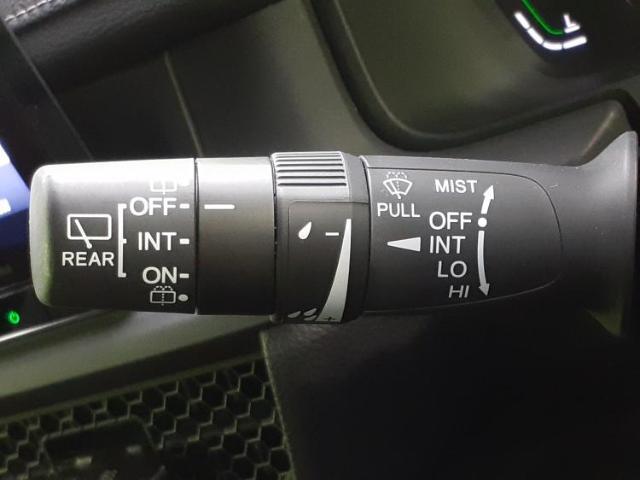 REAR
OFF
INT
ON
−
+
PULL
MIST
OFF
INT
LO
HI